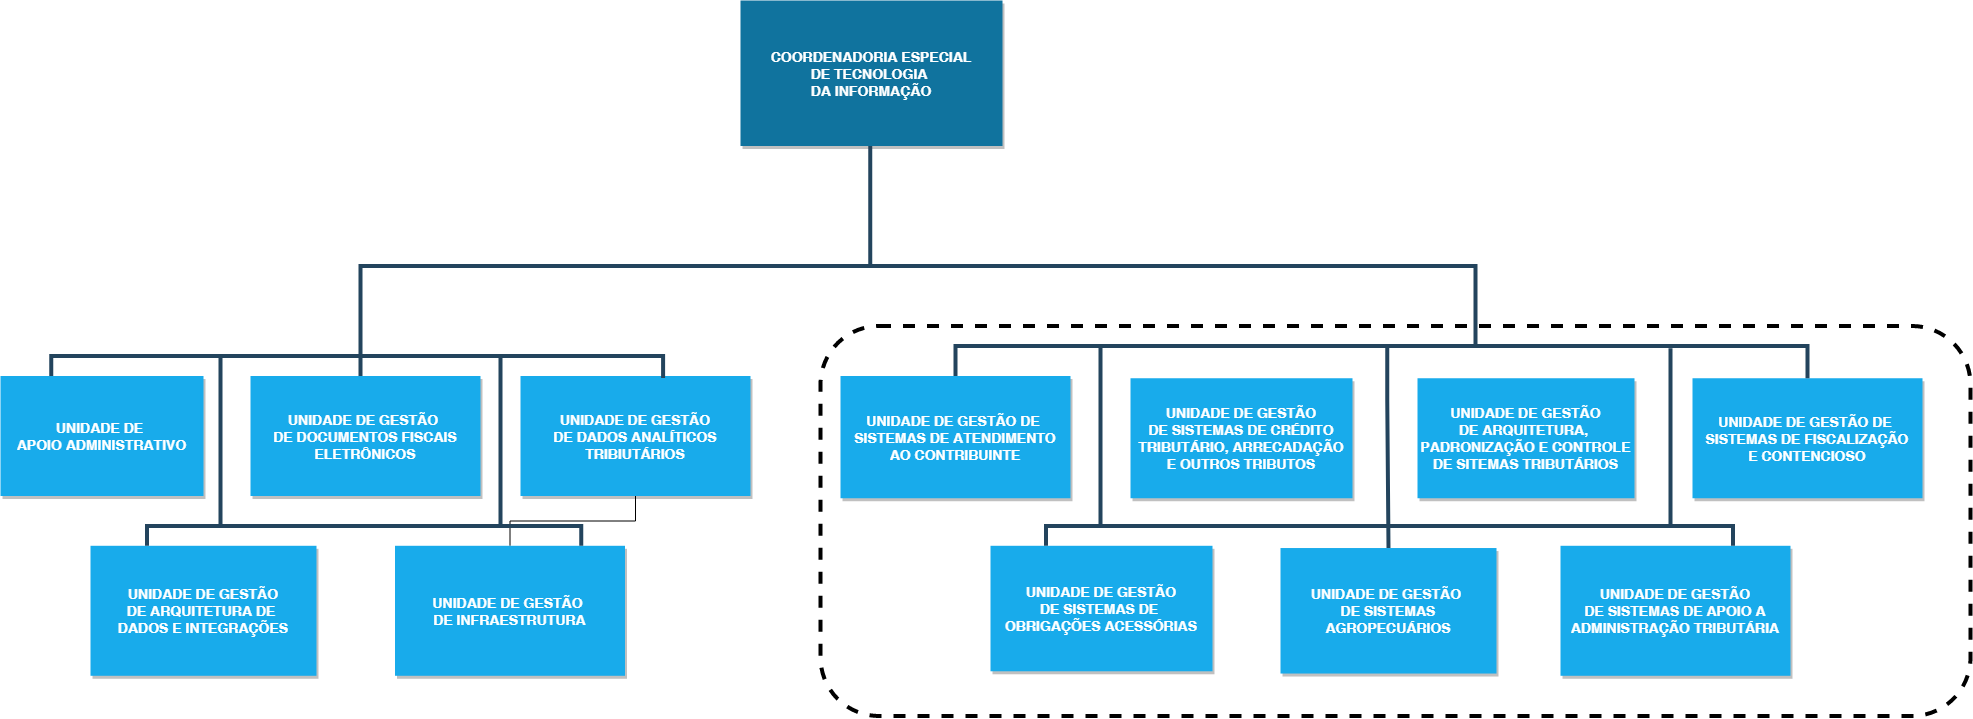 COORDENADORIA ESPECIAL
DE TECNOLOGIA
DA INFORMAÇÃO
UNIDADE DE
APOIO ADMINISTRATIVO
UNIDADE DE GESTÃO
DE DOCUMENTOS FISCAIS
ELETRÔNICOS
UNIDADE DE GESTÃO
DE DADOS ANALÍTICOS
TRIBIUTÁRIOS
UNIDADE DE GESTÃO DE
SISTEMAS DE ATENDIMENTO
AO CONTRIBUINTE
UNIDADE DE GESTÃO
DE SISTEMAS DE CRÉDITO
TRIBUTÁRIO, ARRECADAÇÃO
E OUTROS TRIBUTOS
UNIDADE DE GESTÃO
DE ARQUITETURA,
PADRONIZAÇÃO E CONTROLE
DE SITEMAS TRIBUTÁRIOS
UNIDADE DE GESTÃO DE
SISTEMAS DE FISCALIZAÇÃO
E CONTENCIOSO
UNIDADE DE GESTÃO
DE ARQUITETURA DE
DADOS E INTEGRAÇÕES
UNIDADE DE GESTÃO
DE INFRAESTRUTURA
UNIDADE DE GESTÃO
DE SISTEMAS DE
OBRIGAÇÕES ACESSÓRIAS
UNIDADE DE GESTÃO
DE SISTEMAS
AGROPECUÁRIOS
UNIDADE DE GESTÃO
DE SISTEMAS DE APOIO A
ADMINISTRAÇÃO TRIBUTÁRIA